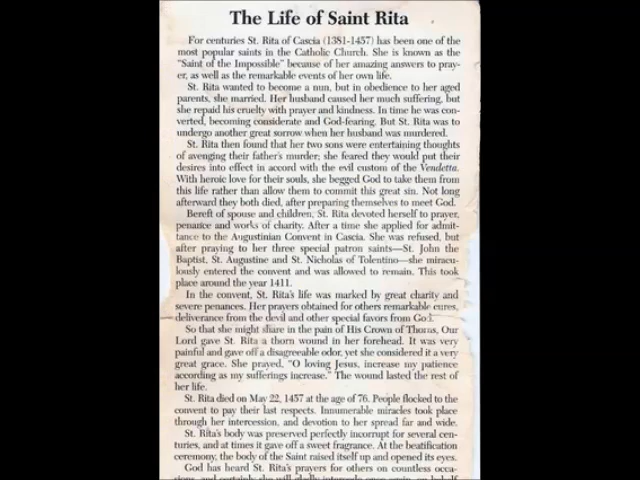 The Life of Saint Rita
For centuries St. Rita of Cascia (1381-1457) has been one of the
most popular saints in the Catholic Church. She is known as the
"Saint of the Impossible" because of her amazing answers to pray-
er, as well as the remarkable events of her own life.
St. Rita wanted to become a nun, but in obedience to her aged
parents, she married. Her husband caused her much suffering, but
she repaid his cruelty with prayer and kindness. In time he was con-
verted, becoming considerate and God-fearing. But St. Rita was to
undergo another great sorrow when her husband was murdered.
St. Rita then found that her two sons were entertaining thoughts
of avenging their father's murder; she feared they would put their
desires into effect in accord with the evil custom of the Vendetta.
With heroic love for their souls, she begged God to take them from
this life rather than allow them to commit this great sin. Not long
afterward they both died, after preparing themselves to meet God.
Bereft of spouse and children, St. Rita devoted herself to prayer,
penance and works of charity. After a time she applied for admit-
tance to the Augustinian Convent in Cascia. She was refused, but
after praying to her three special patron saints—St. John the
Baptist, St. Augustine and St. Nicholas of Tolentino—she miracu-
lously entered the convent and was allowed to remain. This took
place around the year 1411.
In the convent, St. Rita's life was marked by great charity and
severe penances. Her prayers obtained for others remarkable cures,
deliverance from the devil and other special favors from God.
So that she might share in the pain of His Crown of Thorns, Our
Lord gave St. Rita a thorn wound in her forehead. It was very
painful and gave off a disagreeable odor, yet she considered it a very
great grace. She prayed, "O loving Jesus, increase my patience
according as my sufferings increase." The wound lasted the rest of
her life.
St. Rita died on May 22, 1457 at the age of 76. People flocked to the
convent to pay their last respects. Innumerable miracles took place
through her intercession, and devotion to her spread far and wide.
St. Rita's body was preserved perfectly incorrupt for several cen-
turies, and at times it gave off a sweet fragrance. At the beatification
ceremony, the body of the Saint raised itself up and opened its eyes.
God has heard St. Rita's prayers for others on countless occa-
sions, and certainly she will gladly intercede once again, on behalf